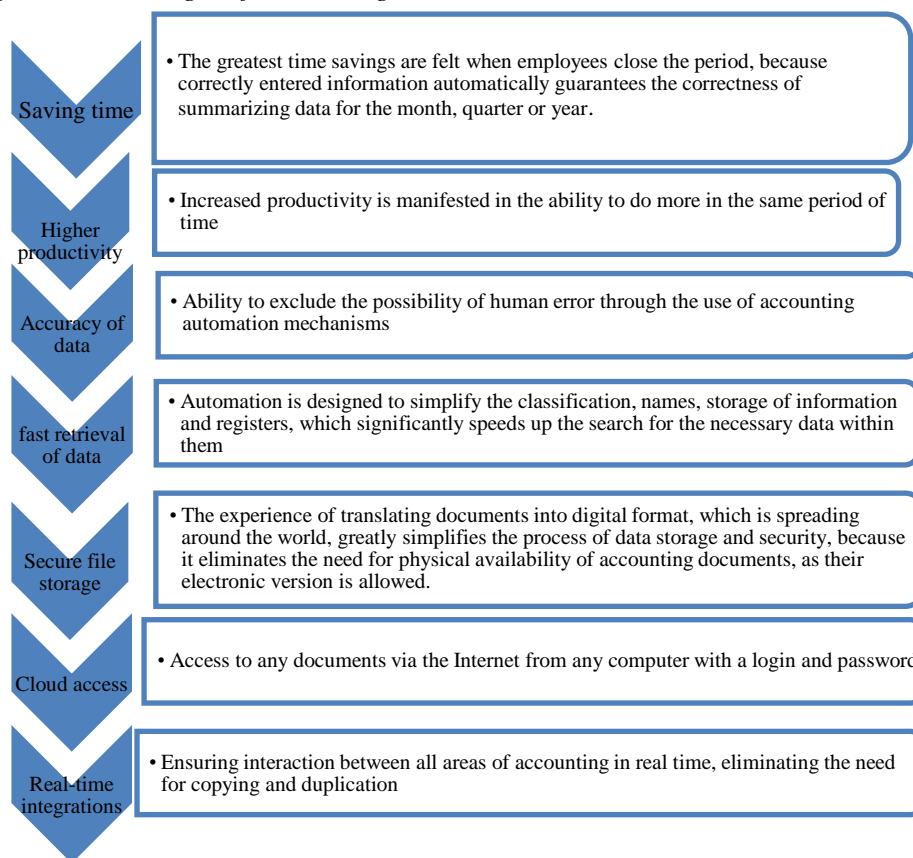 Saving time
• The greatest time savings are felt when employees close the period, because
correctly entered information automatically guarantees the correctness of
summarizing data for the month, quarter or year.
Higher
productivity
• Increased productivity is manifested in the ability to do more in the same period of
time
Accuracy of
data
• Ability to exclude the possibility of human error through the use of accounting
automation mechanisms
fast retrieval
of data
• Automation is designed to simplify the classification, names, storage of information
and registers, which significantly speeds up the search for the necessary data within
them
Secure file
storage
• The experience of translating documents into digital format, which is spreading
around the world, greatly simplifies the process of data storage and security, because
it eliminates the need for physical availability of accounting documents, as their
electronic version is allowed.
Cloud access
• Access to any documents via the Internet from any computer with a login and password
Real-time
integrations
• Ensuring interaction between all areas of accounting in real time, eliminating the need
for copying and duplication